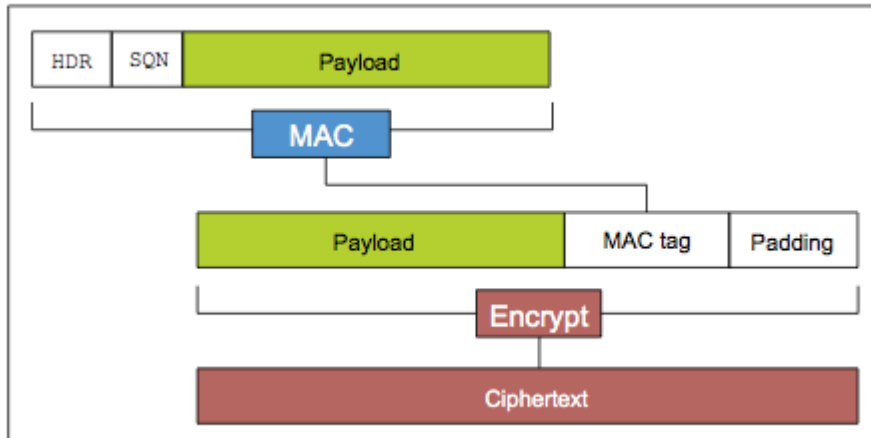 HDR SQN Payload
MAC
Payload MAC tag Padding
Encrypt
Ciphertext